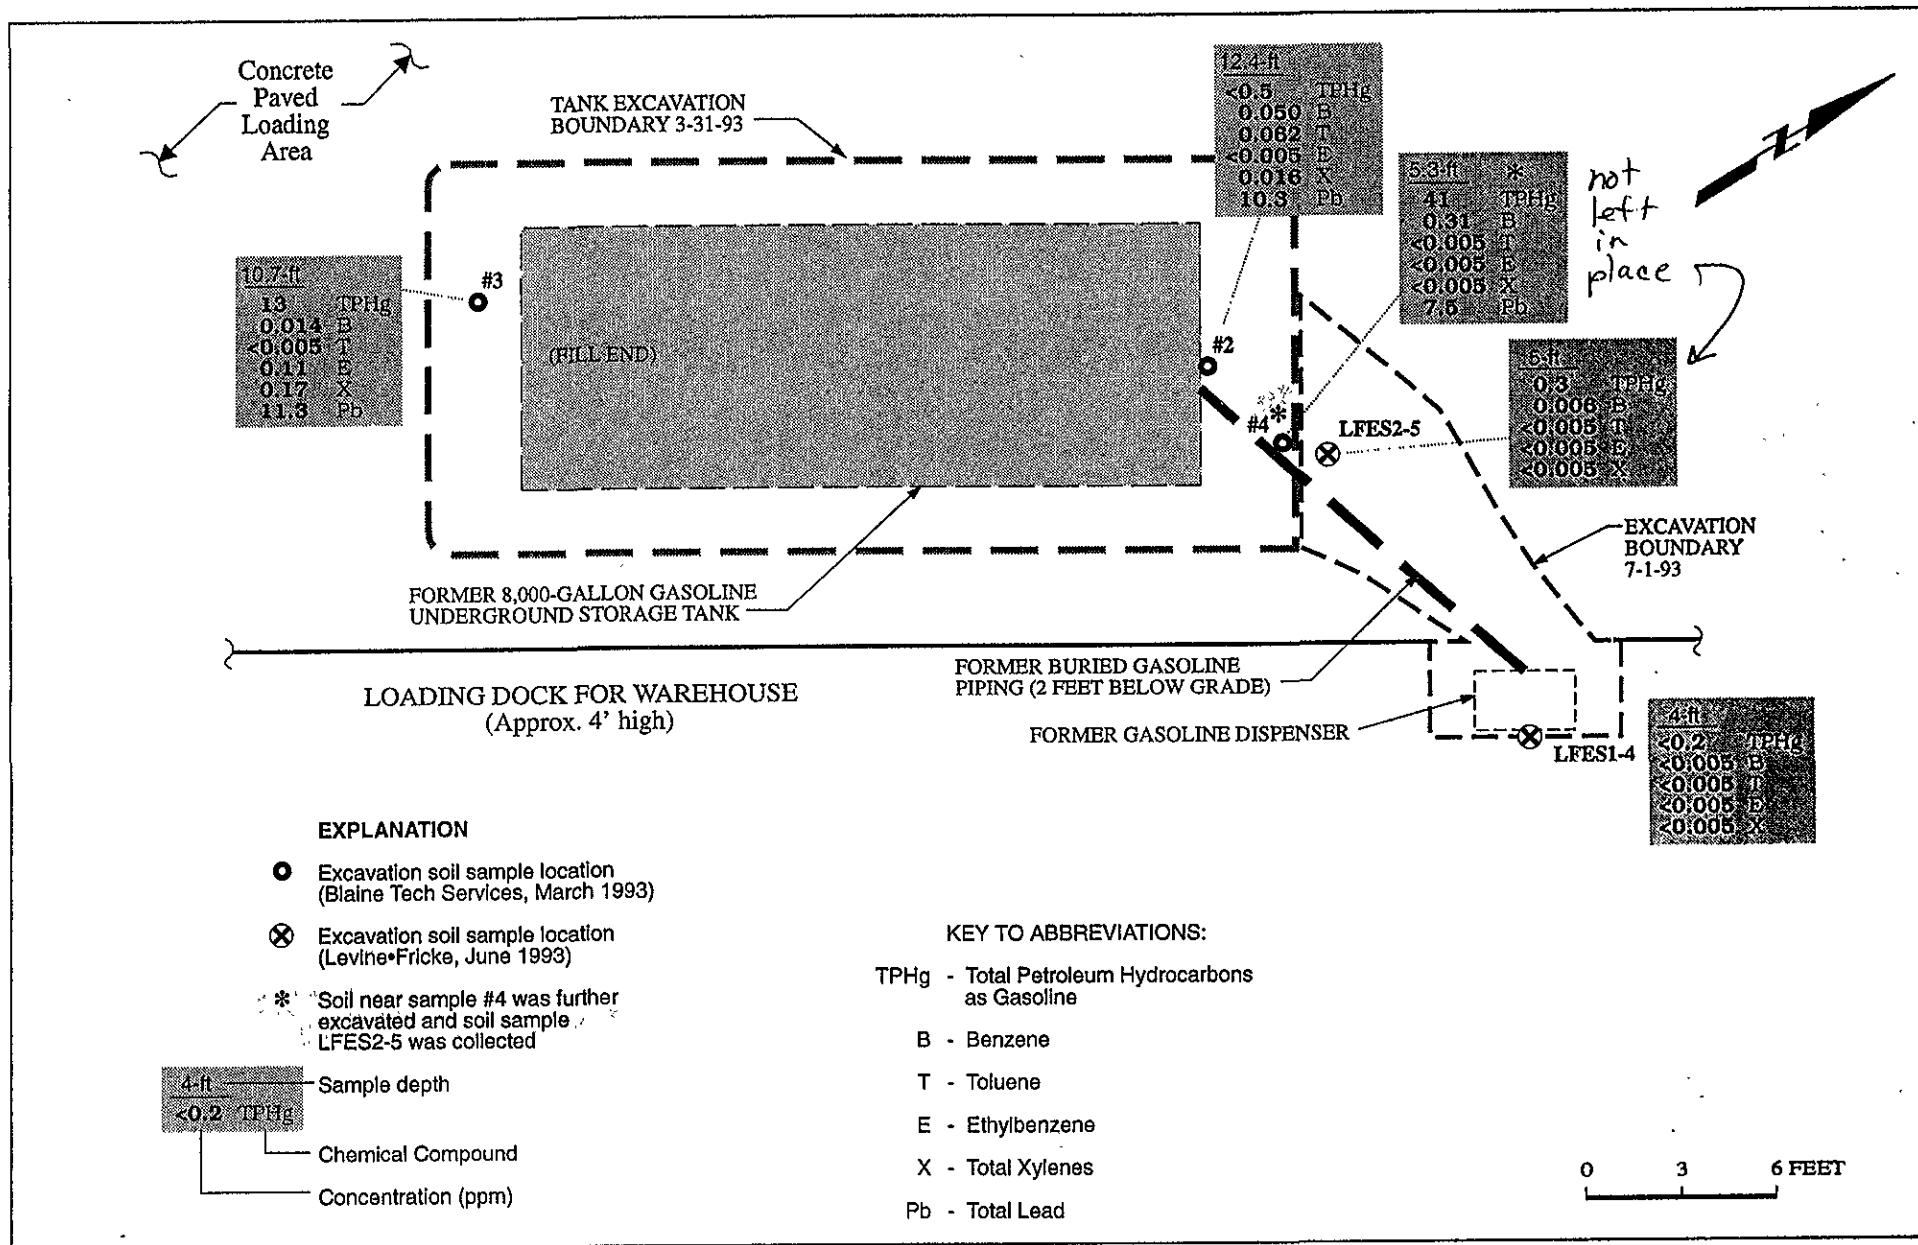 Concrete
Paved
Loading
Area
TANK EXCAVATION
BOUNDARY 3-31-93
12.4-ft
<0.5 TPHg
0.050 B
0.062 T
<0.005 E
0.016 X
10.3 Pb
5.3-ft *
41 TPHg
0.31 B
<0.005 T
<0.005 E
<0.005 X
7.5 Pb
not
left
in
place
N
10.7-ft
13 TPHg
0.014 B
<0.005 T
0.11 E
0.17 X
11.3 Pb
#3
(FILL END)
#2
*
#4
LFES2-5
5-ft
0.3 TPHg
0.006 B
<0.005 T
<0.005 E
<0.005 X
EXCAVATION
BOUNDARY
7-1-93
FORMER 8,000-GALLON GASOLINE
UNDERGROUND STORAGE TANK
LOADING DOCK FOR WAREHOUSE
(Approx. 4' high)
FORMER BURIED GASOLINE
PIPING (2 FEET BELOW GRADE)
FORMER GASOLINE DISPENSER
LFES1-4
4-ft
<0.2 TPHg
<0.005 B
<0.005 T
<0.005 E
<0.005 X
EXPLANATION
Excavation soil sample location
(Blaine Tech Services, March 1993)
Excavation soil sample location
(Levine•Fricke, June 1993)
* Soil near sample #4 was further
excavated and soil sample
LFES2-5 was collected
4-ft Sample depth
<0.2 TPHg
Chemical Compound
Concentration (ppm)
KEY TO ABBREVIATIONS:
TPHg - Total Petroleum Hydrocarbons
as Gasoline
B - Benzene
T - Toluene
E - Ethylbenzene
X - Total Xylenes
Pb - Total Lead
0 3 6 FEET